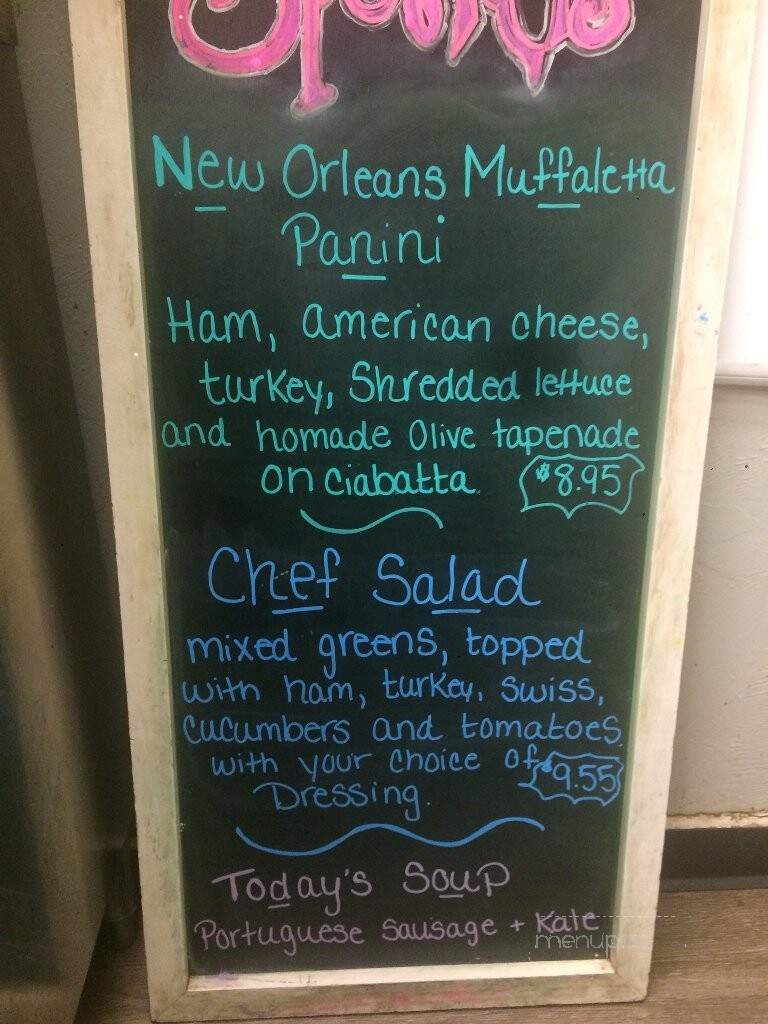 New Orleans Muffaletta
Panini
Ham, american cheese,
turkey, Shredded lettuce
and homade Olive tapenade
on Ciabatta. $8.95
Chef Salad
mixed greens, topped
with ham, turkey, swiss,
cucumbers and tomatoes.
with your choice of $9.55
Dressing.
Today's Soup
Portuguese Sausage + Kale